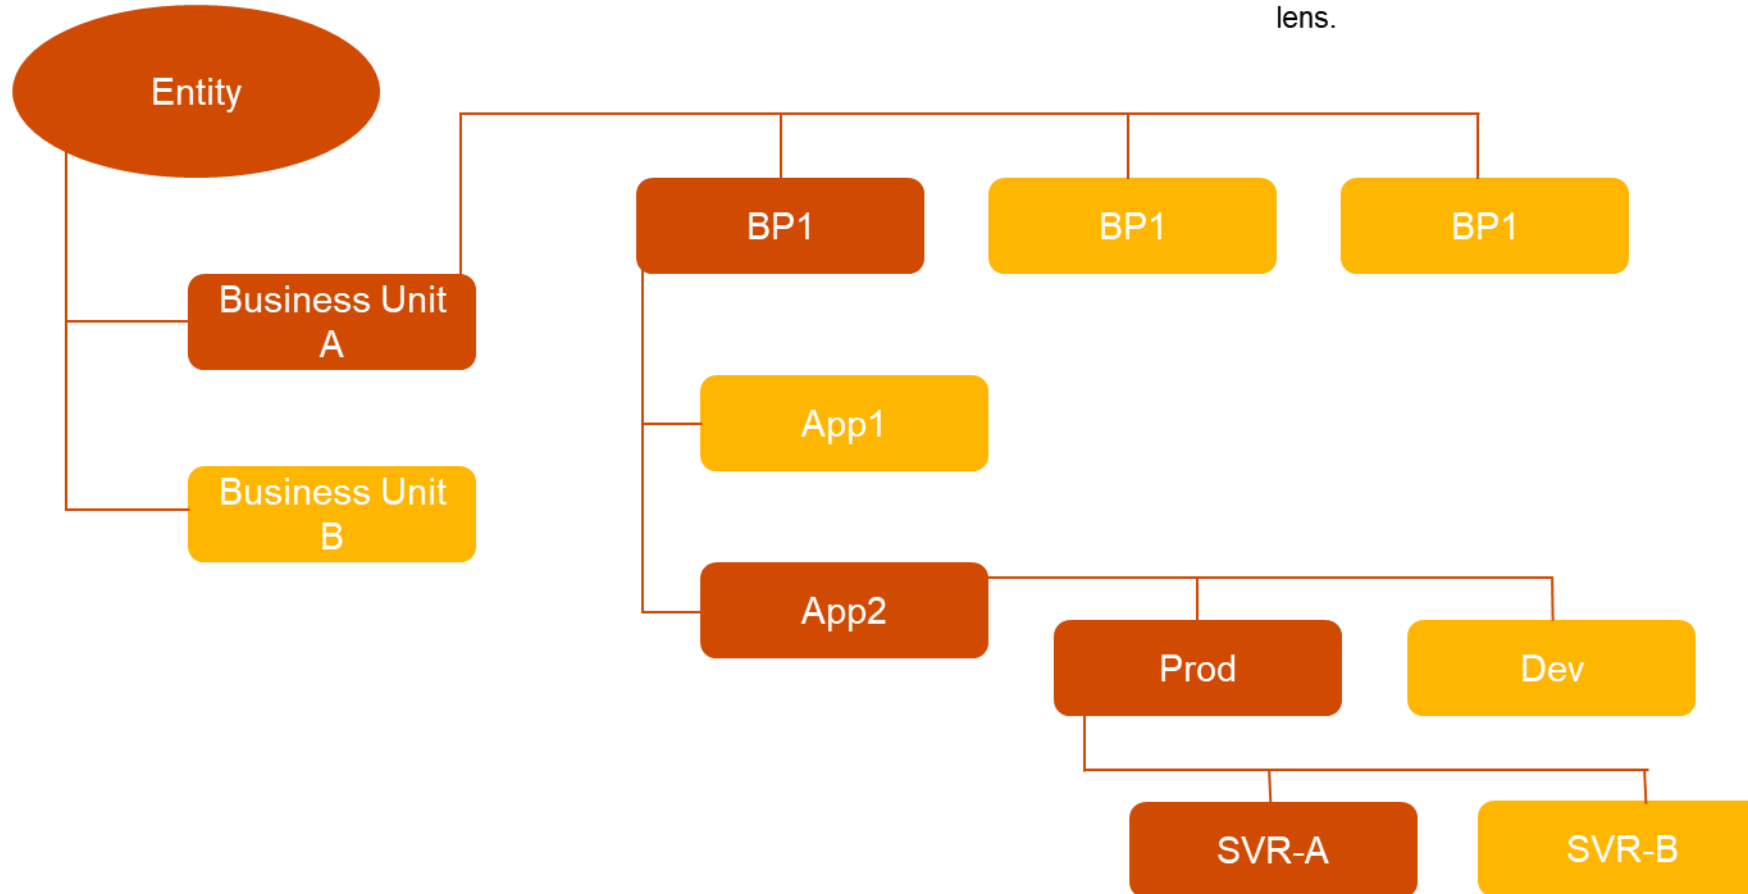 lens.
Entity
BP1
BP1
BP1
Business Unit
A
App1
Business Unit
B
App2
Prod
Dev
SVR-A
SVR-B